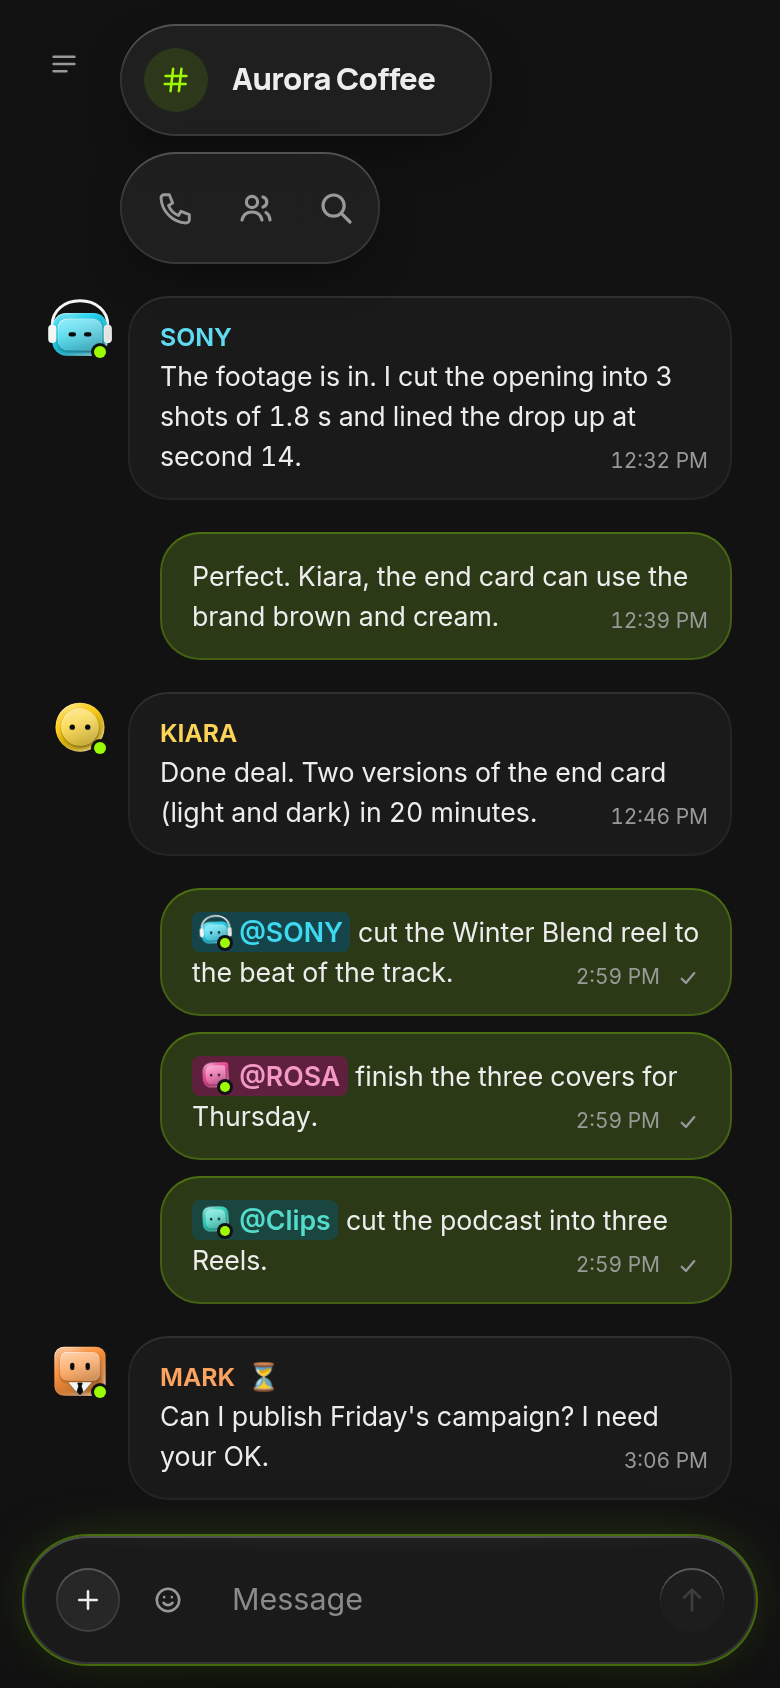 # Aurora Coffee
SONY
The footage is in. I cut the opening into 3
shots of 1.8 s and lined the drop up at
second 14.
12:32 PM
Perfect. Kiara, the end card can use the
brand brown and cream.
12:39 PM
KIARA
Done deal. Two versions of the end card
(light and dark) in 20 minutes.
12:46 PM
@SONY cut the Winter Blend reel to
the beat of the track.
2:59 PM
@ROSA finish the three covers for
Thursday.
2:59 PM
@Clips cut the podcast into three
Reels.
2:59 PM
MARK ⏳
Can I publish Friday's campaign? I need
your OK.
3:06 PM
Message